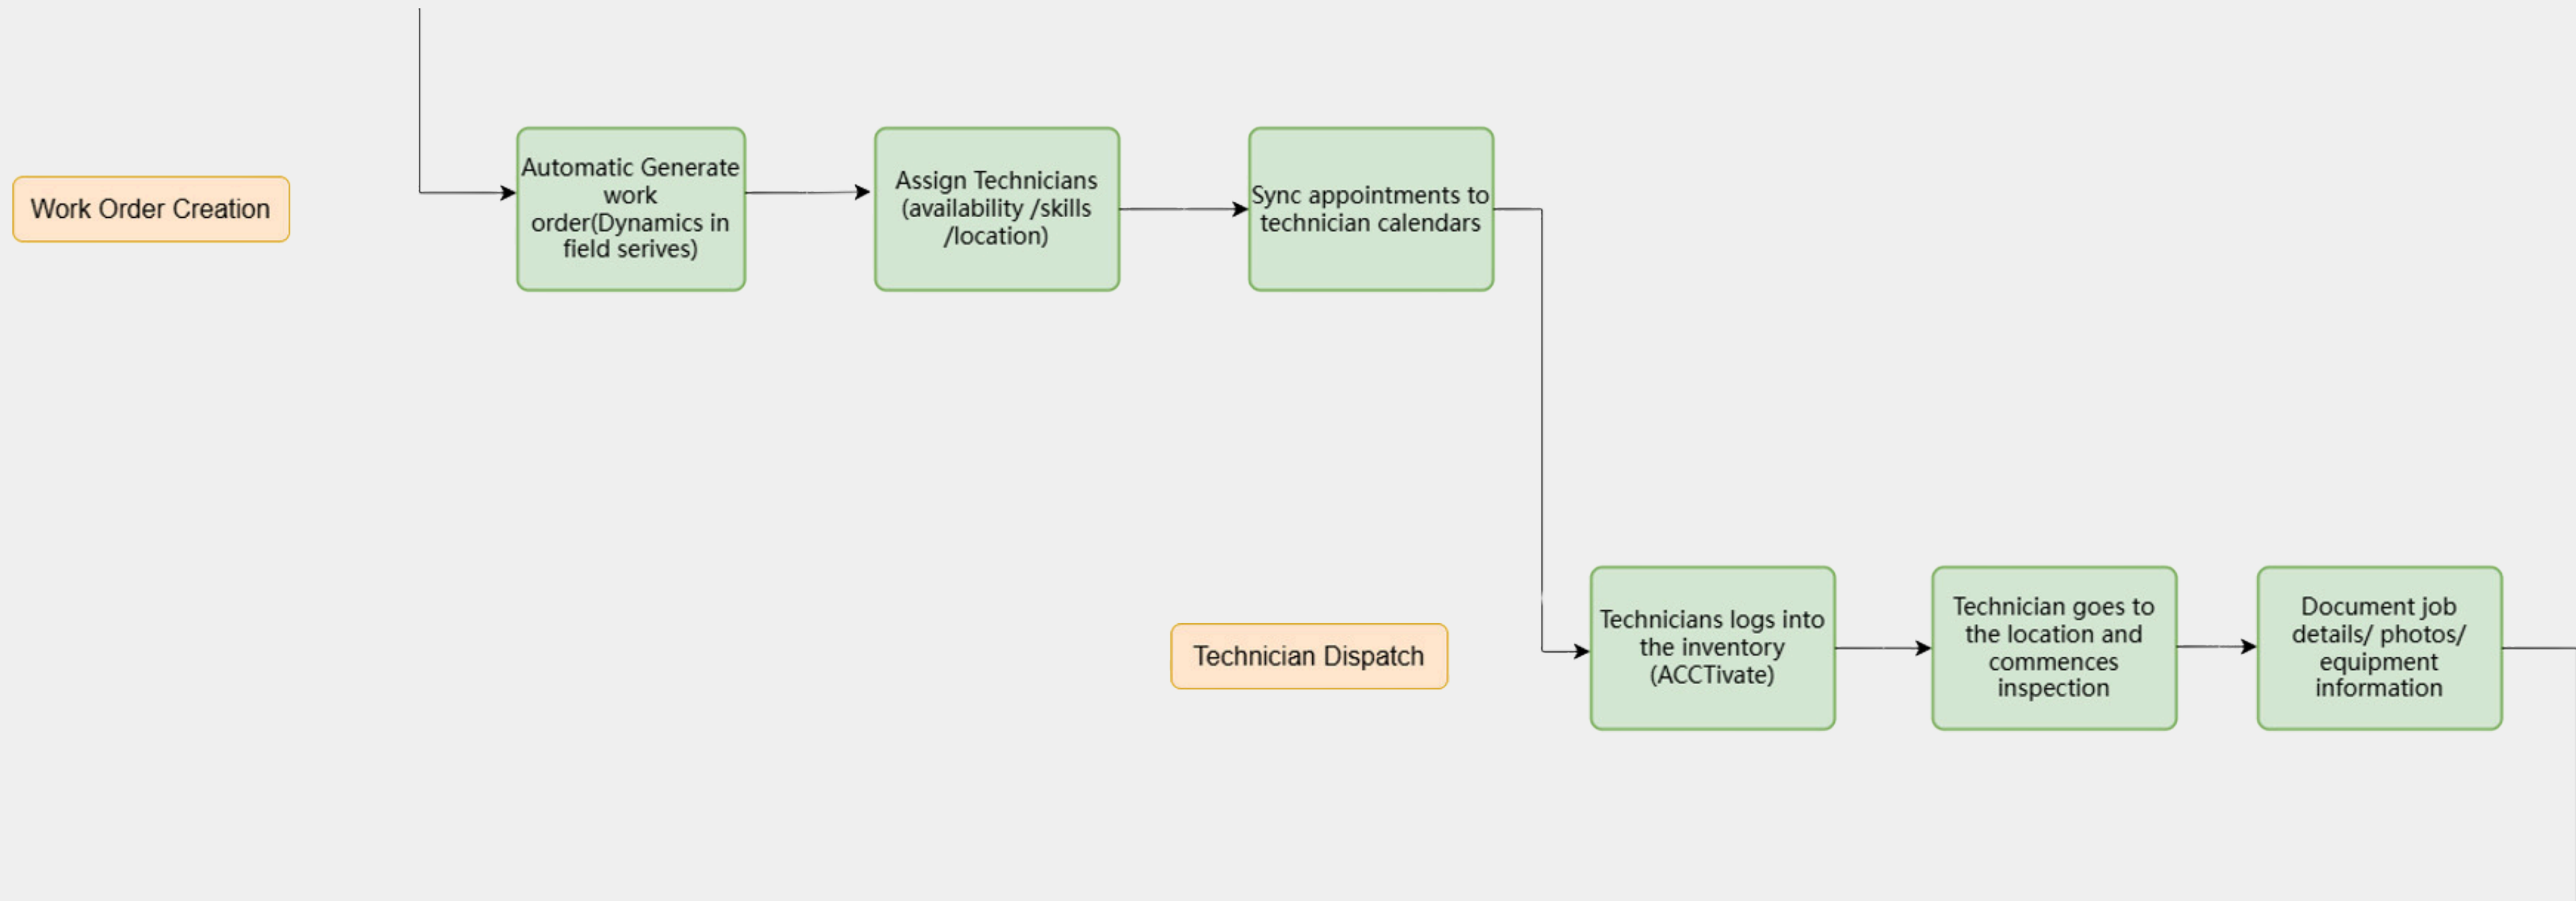 Work Order Creation
Automatic Generate
work
order(Dynamics in
field serives)
Assign Technicians
(availability /skills
/location)
Sync appointments to
technician calendars
Technician Dispatch
Technicians logs into
the inventory
(ACCTivate)
Technician goes to
the location and
commences
inspection
Document job
details/ photos/
equipment
information